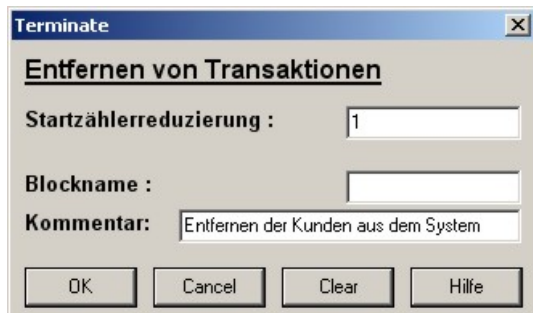 Terminate
Entfernen von Transaktionen
Startzählerreduzierung : 1
Blockname :
Kommentar: Entfernen der Kunden aus dem System
OK Cancel Clear Hilfe